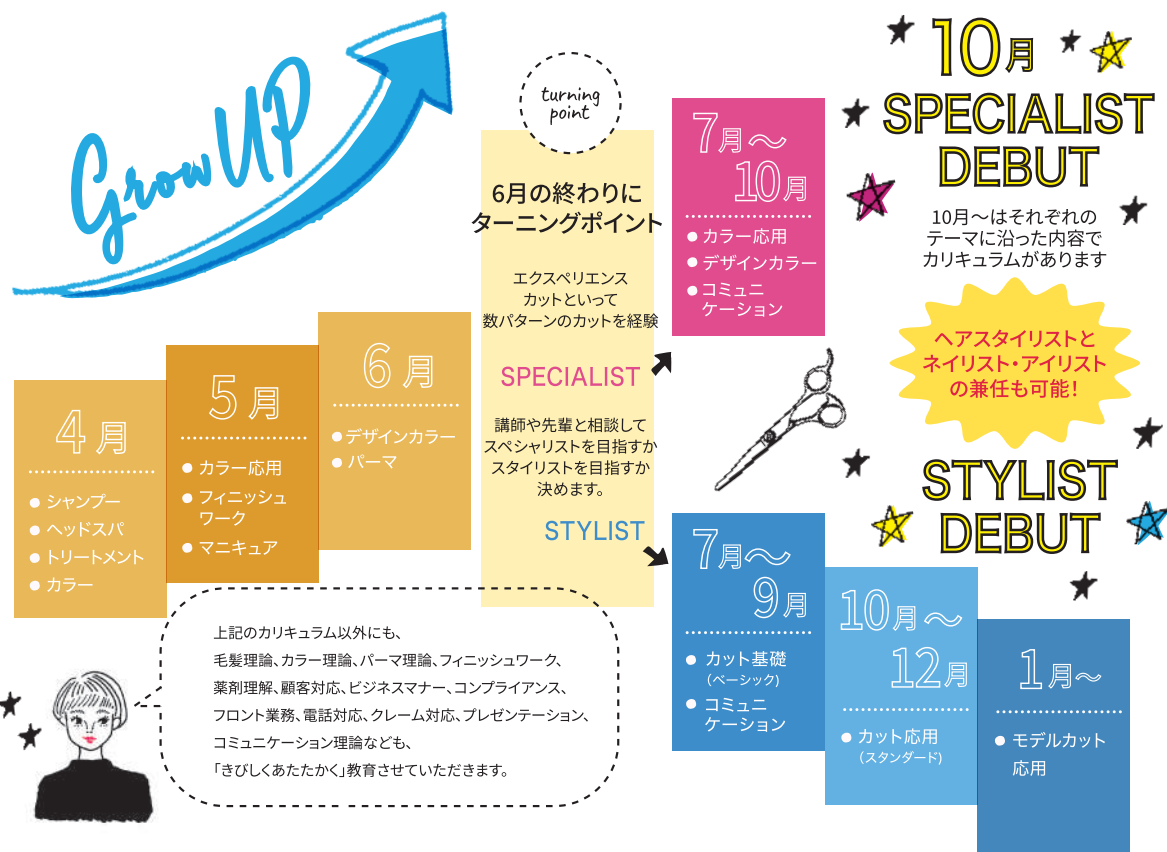 Grow UP
4月
シャンプー
ヘッドスパ
トリートメント
カラー
5月
カラー応用
フィニッシュ
ワーク
マニキュア
6月
デザインカラー
パーマ
turning
point
6月の終わりに
ターニングポイント
エクスペリエンス
カットといって
数パターンのカットを経験
SPECIALIST
講師や先輩と相談して
スペシャリストを目指すか
スタイリストを目指すか
決めます。
STYLIST
7月〜
10月
カラー応用
デザインカラー
コミュニ
ケーション
10月
SPECIALIST
DEBUT
10月〜はそれぞれの
テーマに沿った内容で
カリキュラムがあります
ヘアスタイリストと
ネイリスト・アイリスト
の兼任も可能！
STYLIST
DEBUT
7月〜
9月
カット基礎
（ベーシック）
コミュニ
ケーション
10月〜
12月
カット応用
（スタンダード）
1月〜
モデルカット
応用
上記のカリキュラム以外にも、
毛髪理論、カラー理論、パーマ理論、フィニッシュワーク、
薬剤理解、顧客対応、ビジネスマナー、コンプライアンス、
フロント業務、電話対応、クレーム対応、プレゼンテーション、
コミュニケーション理論なども、
「きびしくあたたかく」教育させていただきます。